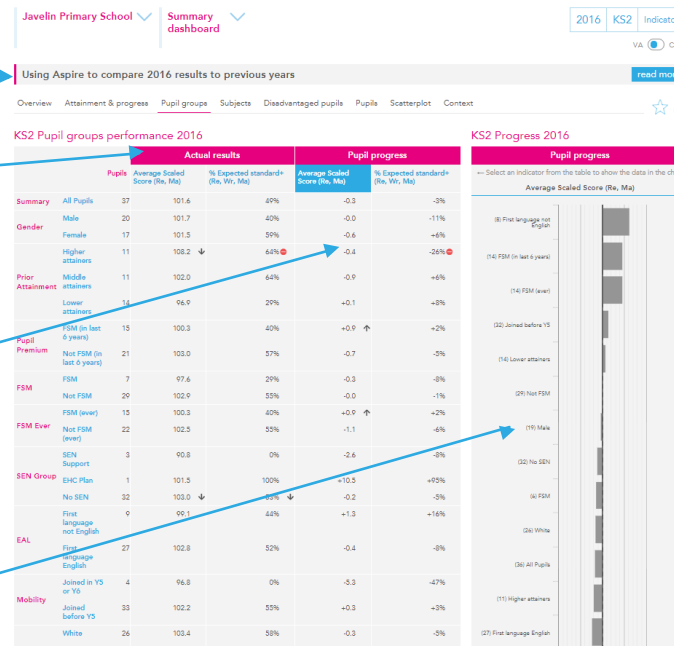 Javelin Primary School
Summary dashboard
2016 KS2
VA
Using Aspire to compare 2016 results to previous years
read
Overview Attainment & progress Pupil groups Subjects Disadvantaged pupils Pupils Scatterplot Context
KS2 Pupil groups performance 2016
Actual results Pupil progress
Pupils Average Scaled Score (Re, Ma) % Expected standard+ (Re, Wr, Ma) Average Scaled Score (Re, Ma) % Expected standard+ (Re, Wr, Ma)
Summary All Pupils 37 101.6 49% -0.3 -3%
Gender Male 20 101.7 40% -0.0 -11%
Female 17 101.5 59% -0.6 +6%
Prior Attainment Higher attainers 11 108.2 64% -0.4 -26%
Middle attainers 11 102.0 64% -0.9 +6%
Lower attainers 14 96.9 29% +0.1 +8%
Pupil Premium FSM (in last 6 years) 15 100.3 40% +0.9 +2%
Not FSM (in last 6 years) 21 103.0 57% -0.7 -5%
FSM FSM 7 97.6 29% -0.3 -8%
Not FSM 29 102.9 55% -0.0 -1%
FSM Ever FSM (ever) 15 100.3 40% +0.9 +2%
Not FSM (ever) 22 102.5 55% -1.1 -6%
SEN Group SEN Support 3 90.8 0% -2.6 -8%
EHC Plan 1 101.5 100% +10.5 +95%
No SEN 32 103.0 -0.2 -5%
EAL First language not English 9 99.1 44% +1.3 +16%
First language English 27 102.8 52% -0.4 -8%
Mobility Joined in Y5 or Y6 4 96.8 0% -5.3 -47%
Joined before Y5 33 102.2 55% +0.3 +3%
White 26 103.4 58% -0.3 -5%
KS2 Progress 2016
Pupil progress
← Select an indicator from the table to show the data in the
Average Scaled Score (Re, Ma)
(8) First language not English
(14) FSM (in last 6 years)
(14) FSM (ever)
(32) Joined before Y5
(14) Lower attainers
(29) Not FSM
(19) Male
(32) No SEN
(6) FSM
(26) White
(36) All Pupils
(11) Higher attainers
(27) First language English